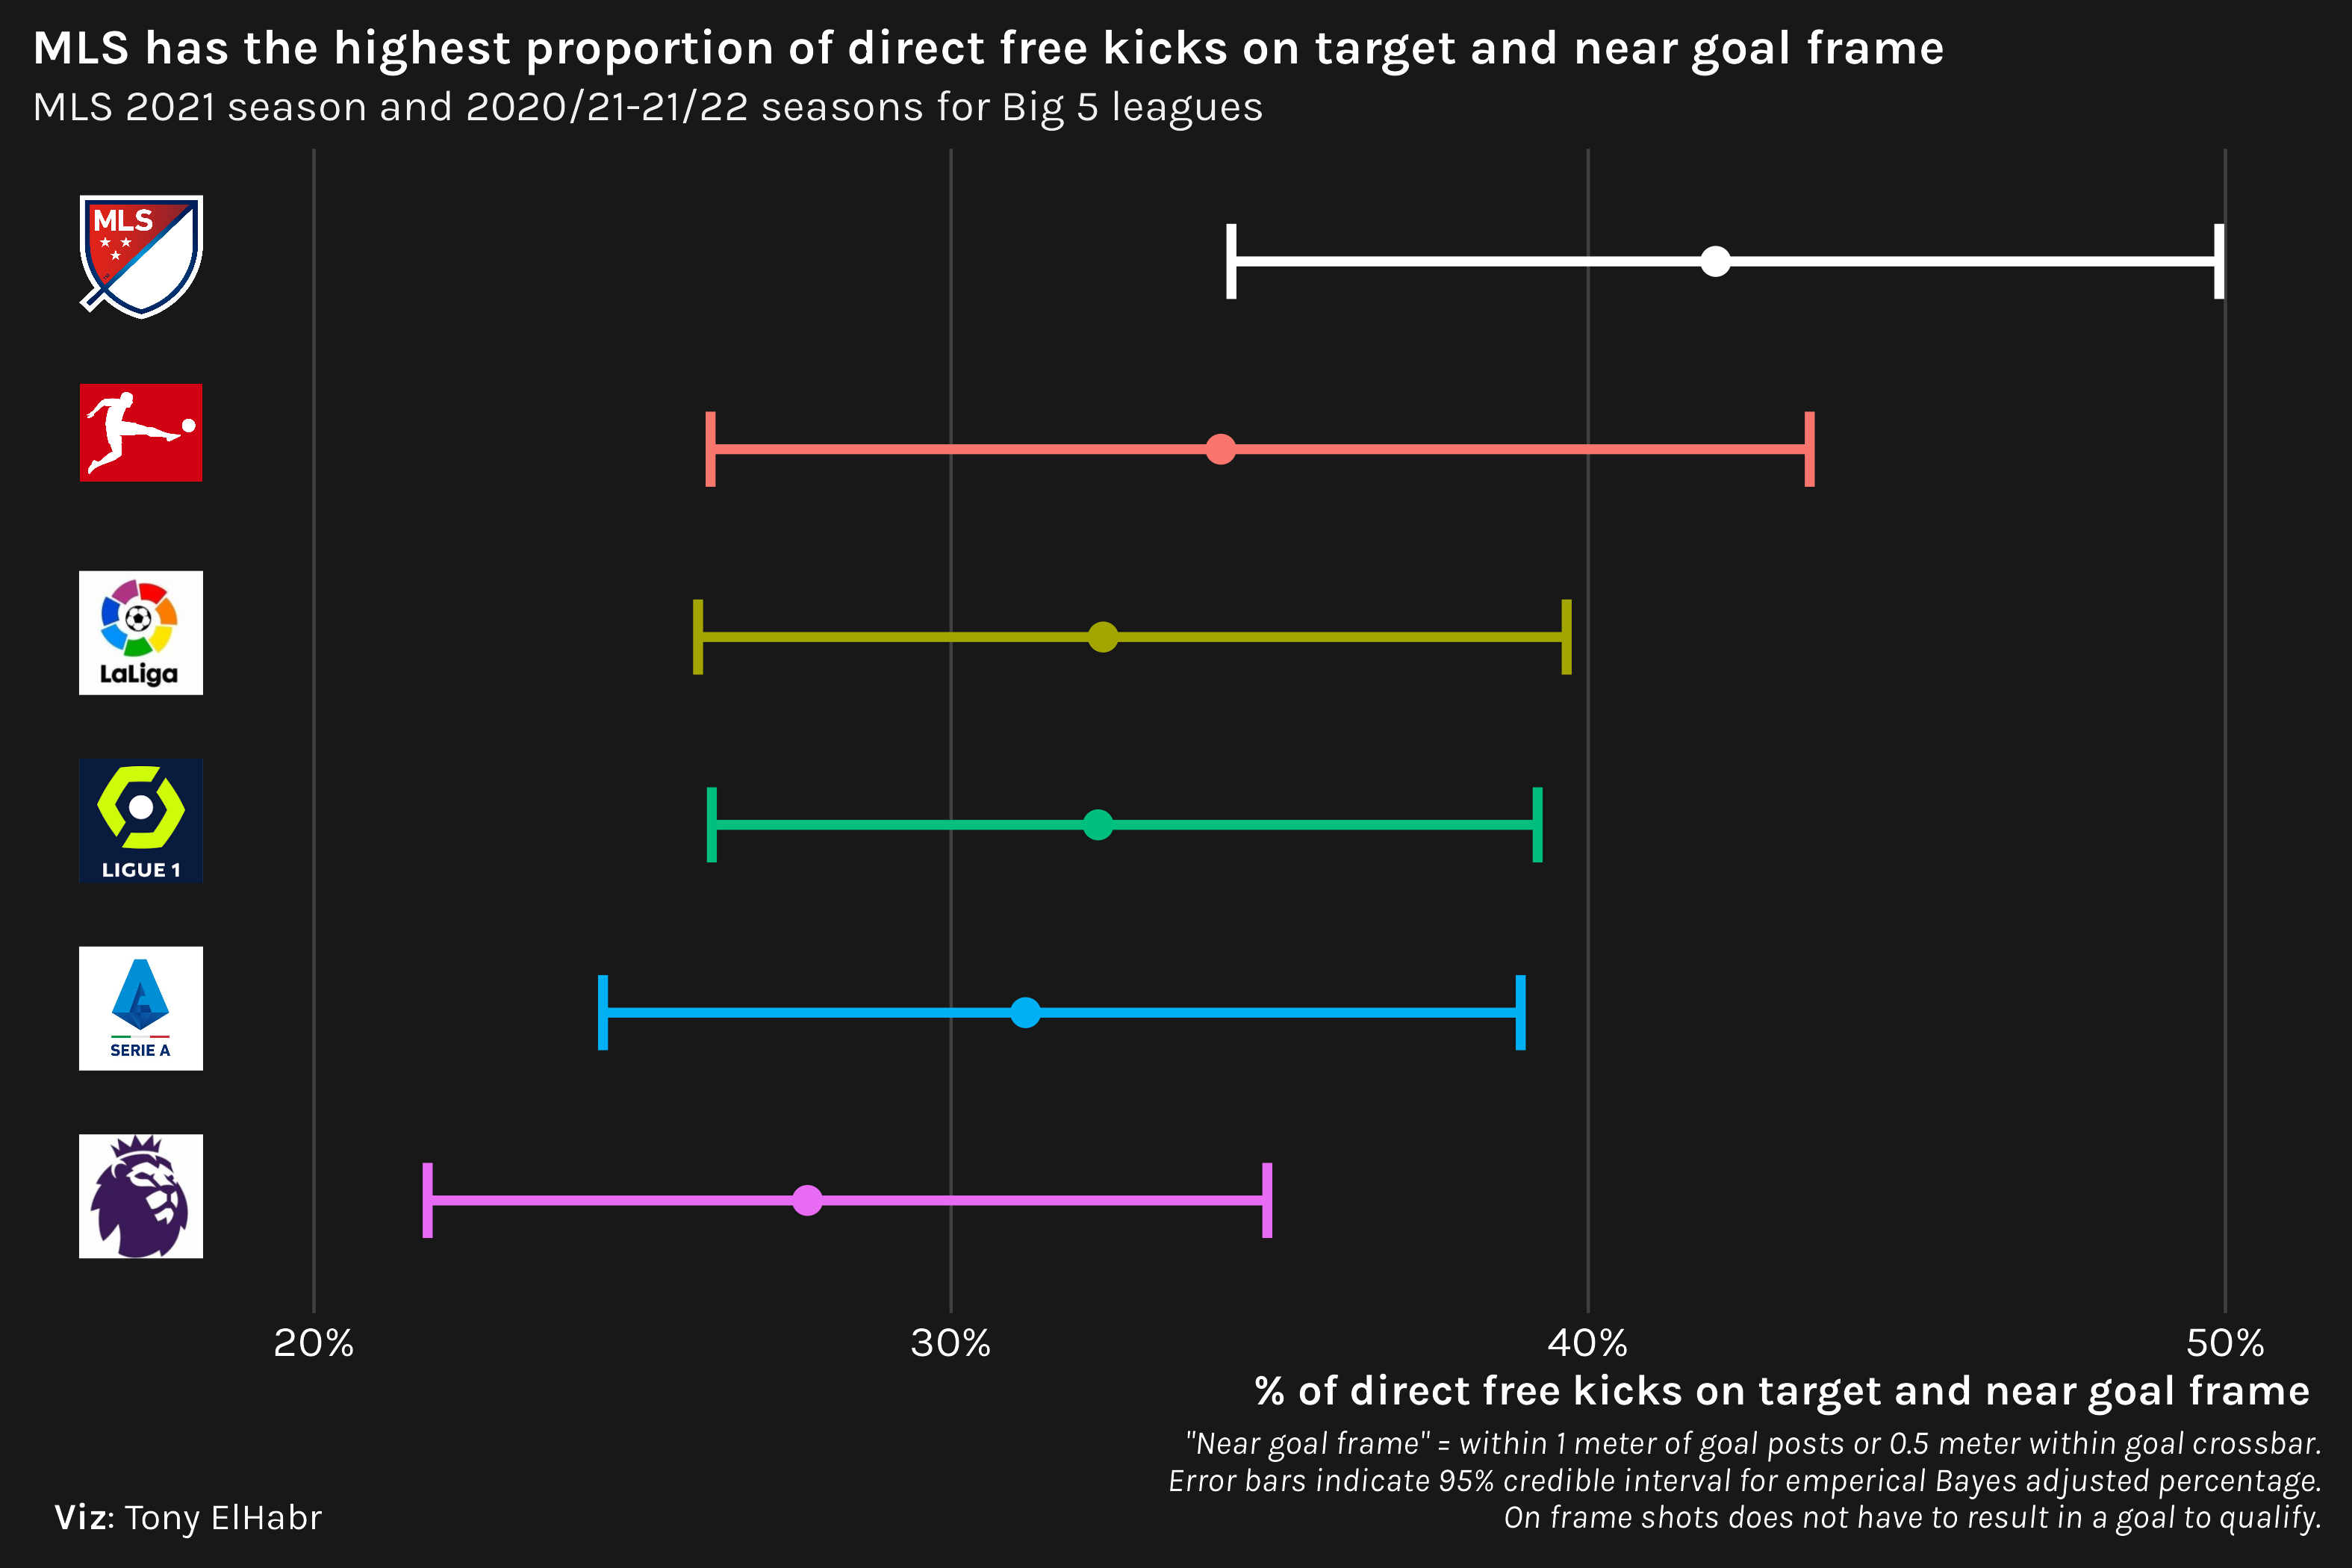 MLS has the highest proportion of direct free kicks on target and near goal frame
MLS 2021 season and 2020/21-21/22 seasons for Big 5 leagues
MLS
LaLiga
LIGUE 1
SERIE A
20% 30% 40% 50%
% of direct free kicks on target and near goal frame
"Near goal frame" = within 1 meter of goal posts or 0.5 meter within goal crossbar.
Error bars indicate 95% credible interval for emperical Bayes adjusted percentage.
On frame shots does not have to result in a goal to qualify.
Viz: Tony ElHabr